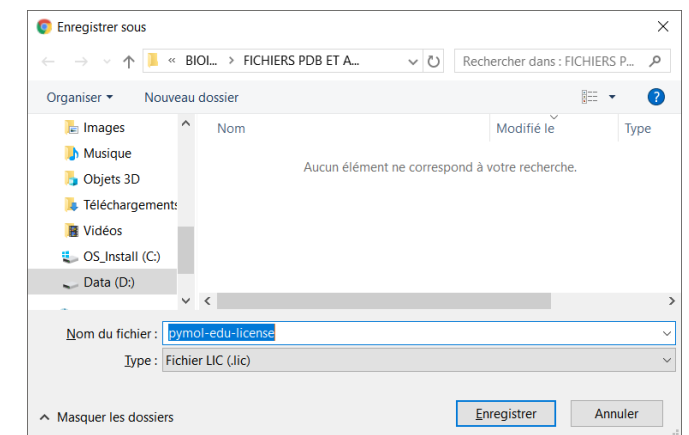 Enregistrer sous
« BIOI... > FICHIERS PDB ET A...
Rechercher dans : FICHIERS P...
Organiser
Nouveau dossier
?
Images
Musique
Objets 3D
Téléchargements
Vidéos
OS_Install (C:)
Data (D:)
Nom
Modifié le
Type
Aucun élément ne correspond à votre recherche.
Nom du fichier : pymol-edu-license
Type : Fichier LIC (.lic)
Masquer les dossiers
Enregistrer
Annuler